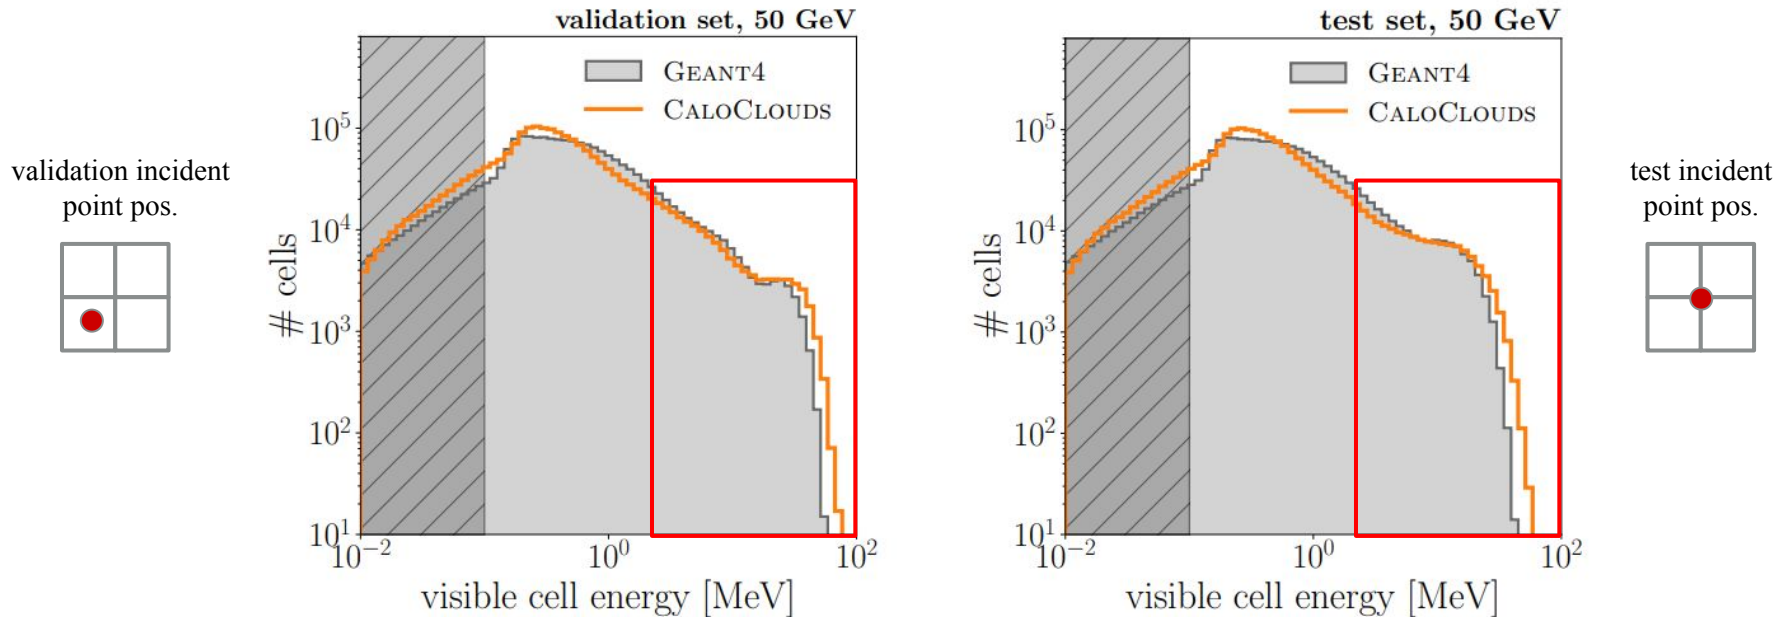 validation incident
point pos.
validation set, 50 GeV
GEANT4
CALOCLOUDS
# cells
10^5
10^4
10^3
10^2
10^1
10^-2
10^0
10^2
visible cell energy [MeV]
test set, 50 GeV
GEANT4
CALOCLOUDS
# cells
10^5
10^4
10^3
10^2
10^1
10^-2
10^0
10^2
visible cell energy [MeV]
test incident
point pos.